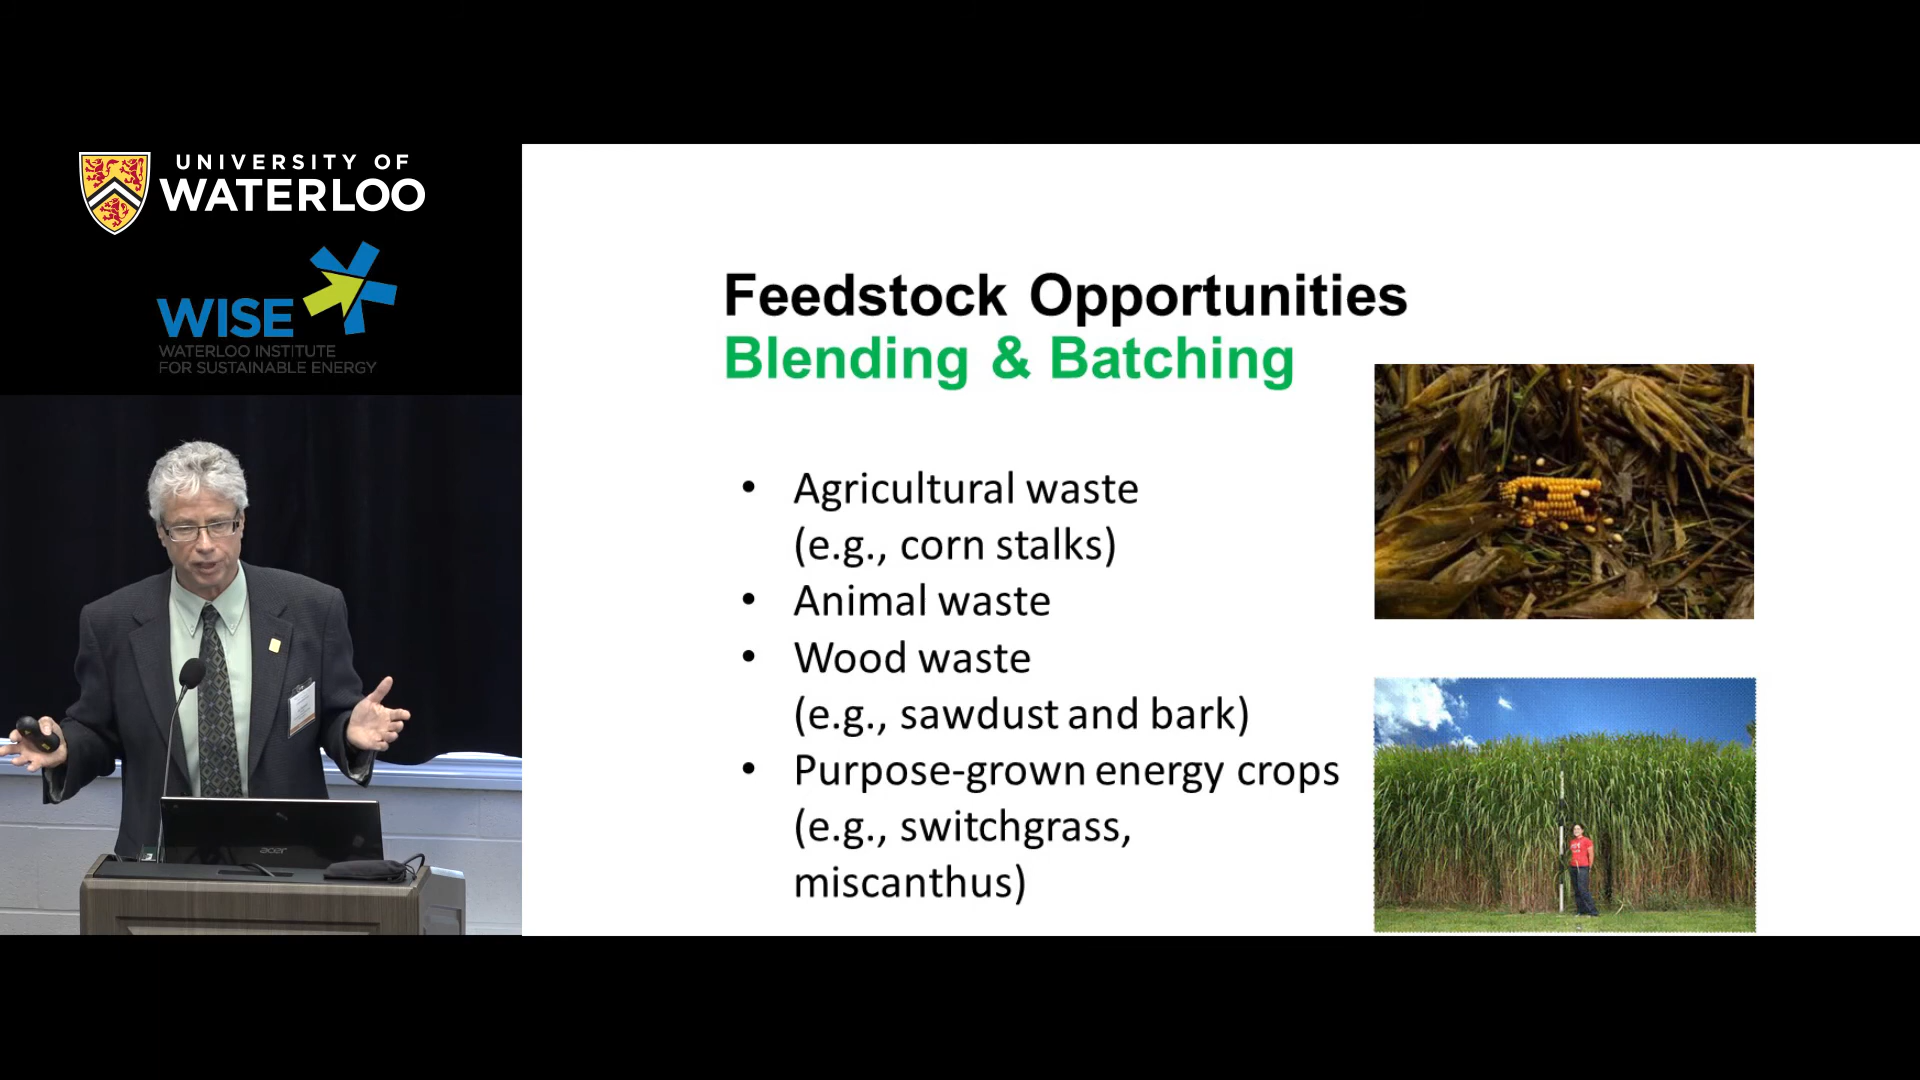 UNIVERSITY OF
WATERLOO
WISE
WATERLOO INSTITUTE
FOR SUSTAINABLE ENERGY
Feedstock Opportunities
Blending & Batching
• Agricultural waste
(e.g., corn stalks)
• Animal waste
• Wood waste
(e.g., sawdust and bark)
• Purpose-grown energy crops
(e.g., switchgrass,
miscanthus)
acer